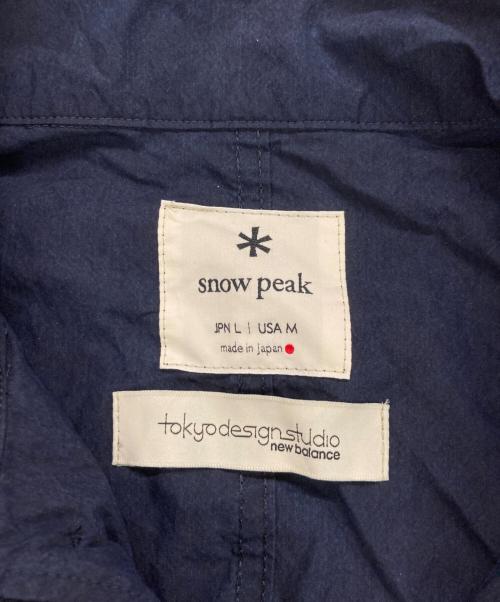 snow peak
JPN L | USA M
made in japan
tokyodesignstudio
new balance